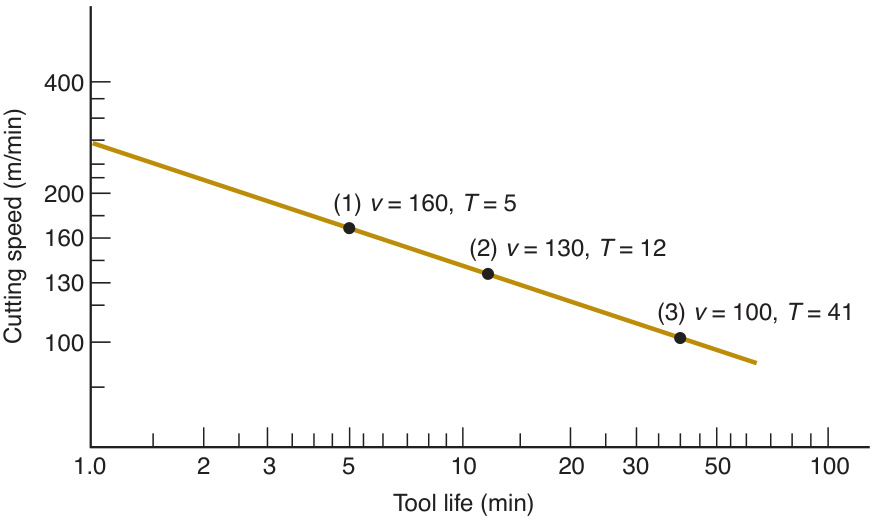 400
200
160
130
100
Cutting speed (m/min)
(1) v = 160, T = 5
(2) v = 130, T = 12
(3) v = 100, T = 41
1.0 2 3 5 10 20 30 50 100
Tool life (min)